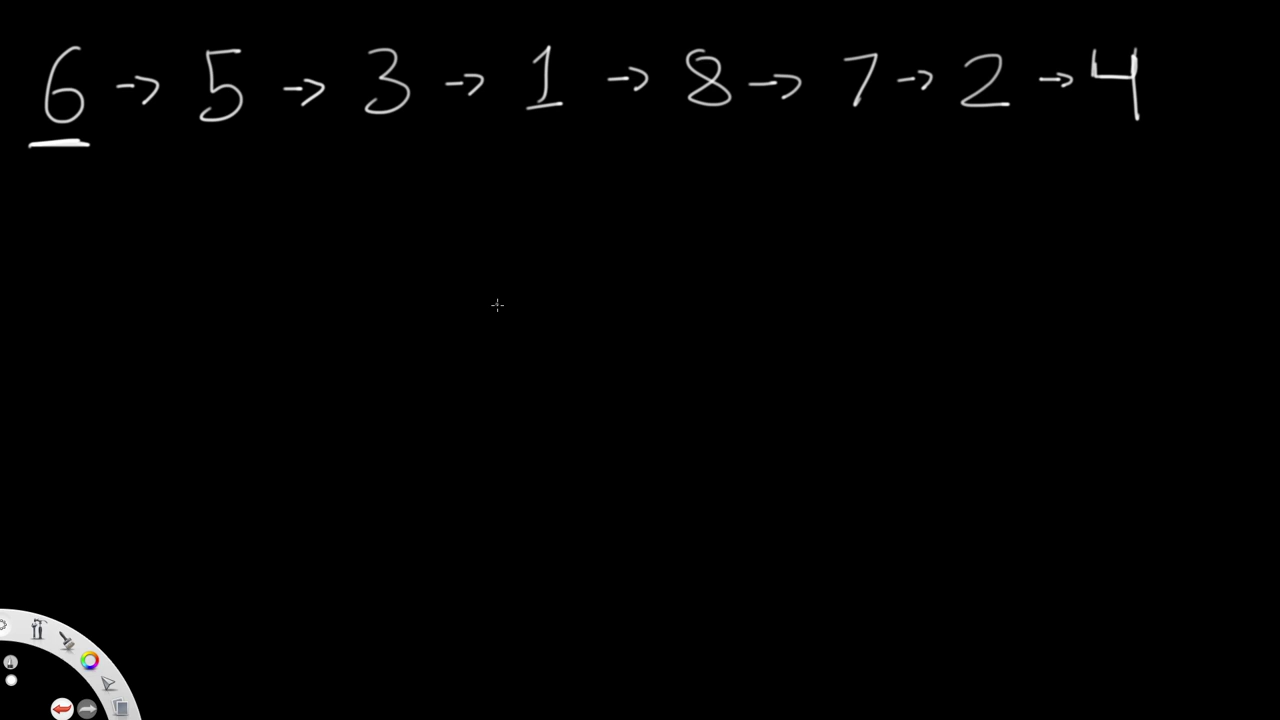 6 → 5 → 3 → 1 → 8 → 7 → 2 → 4